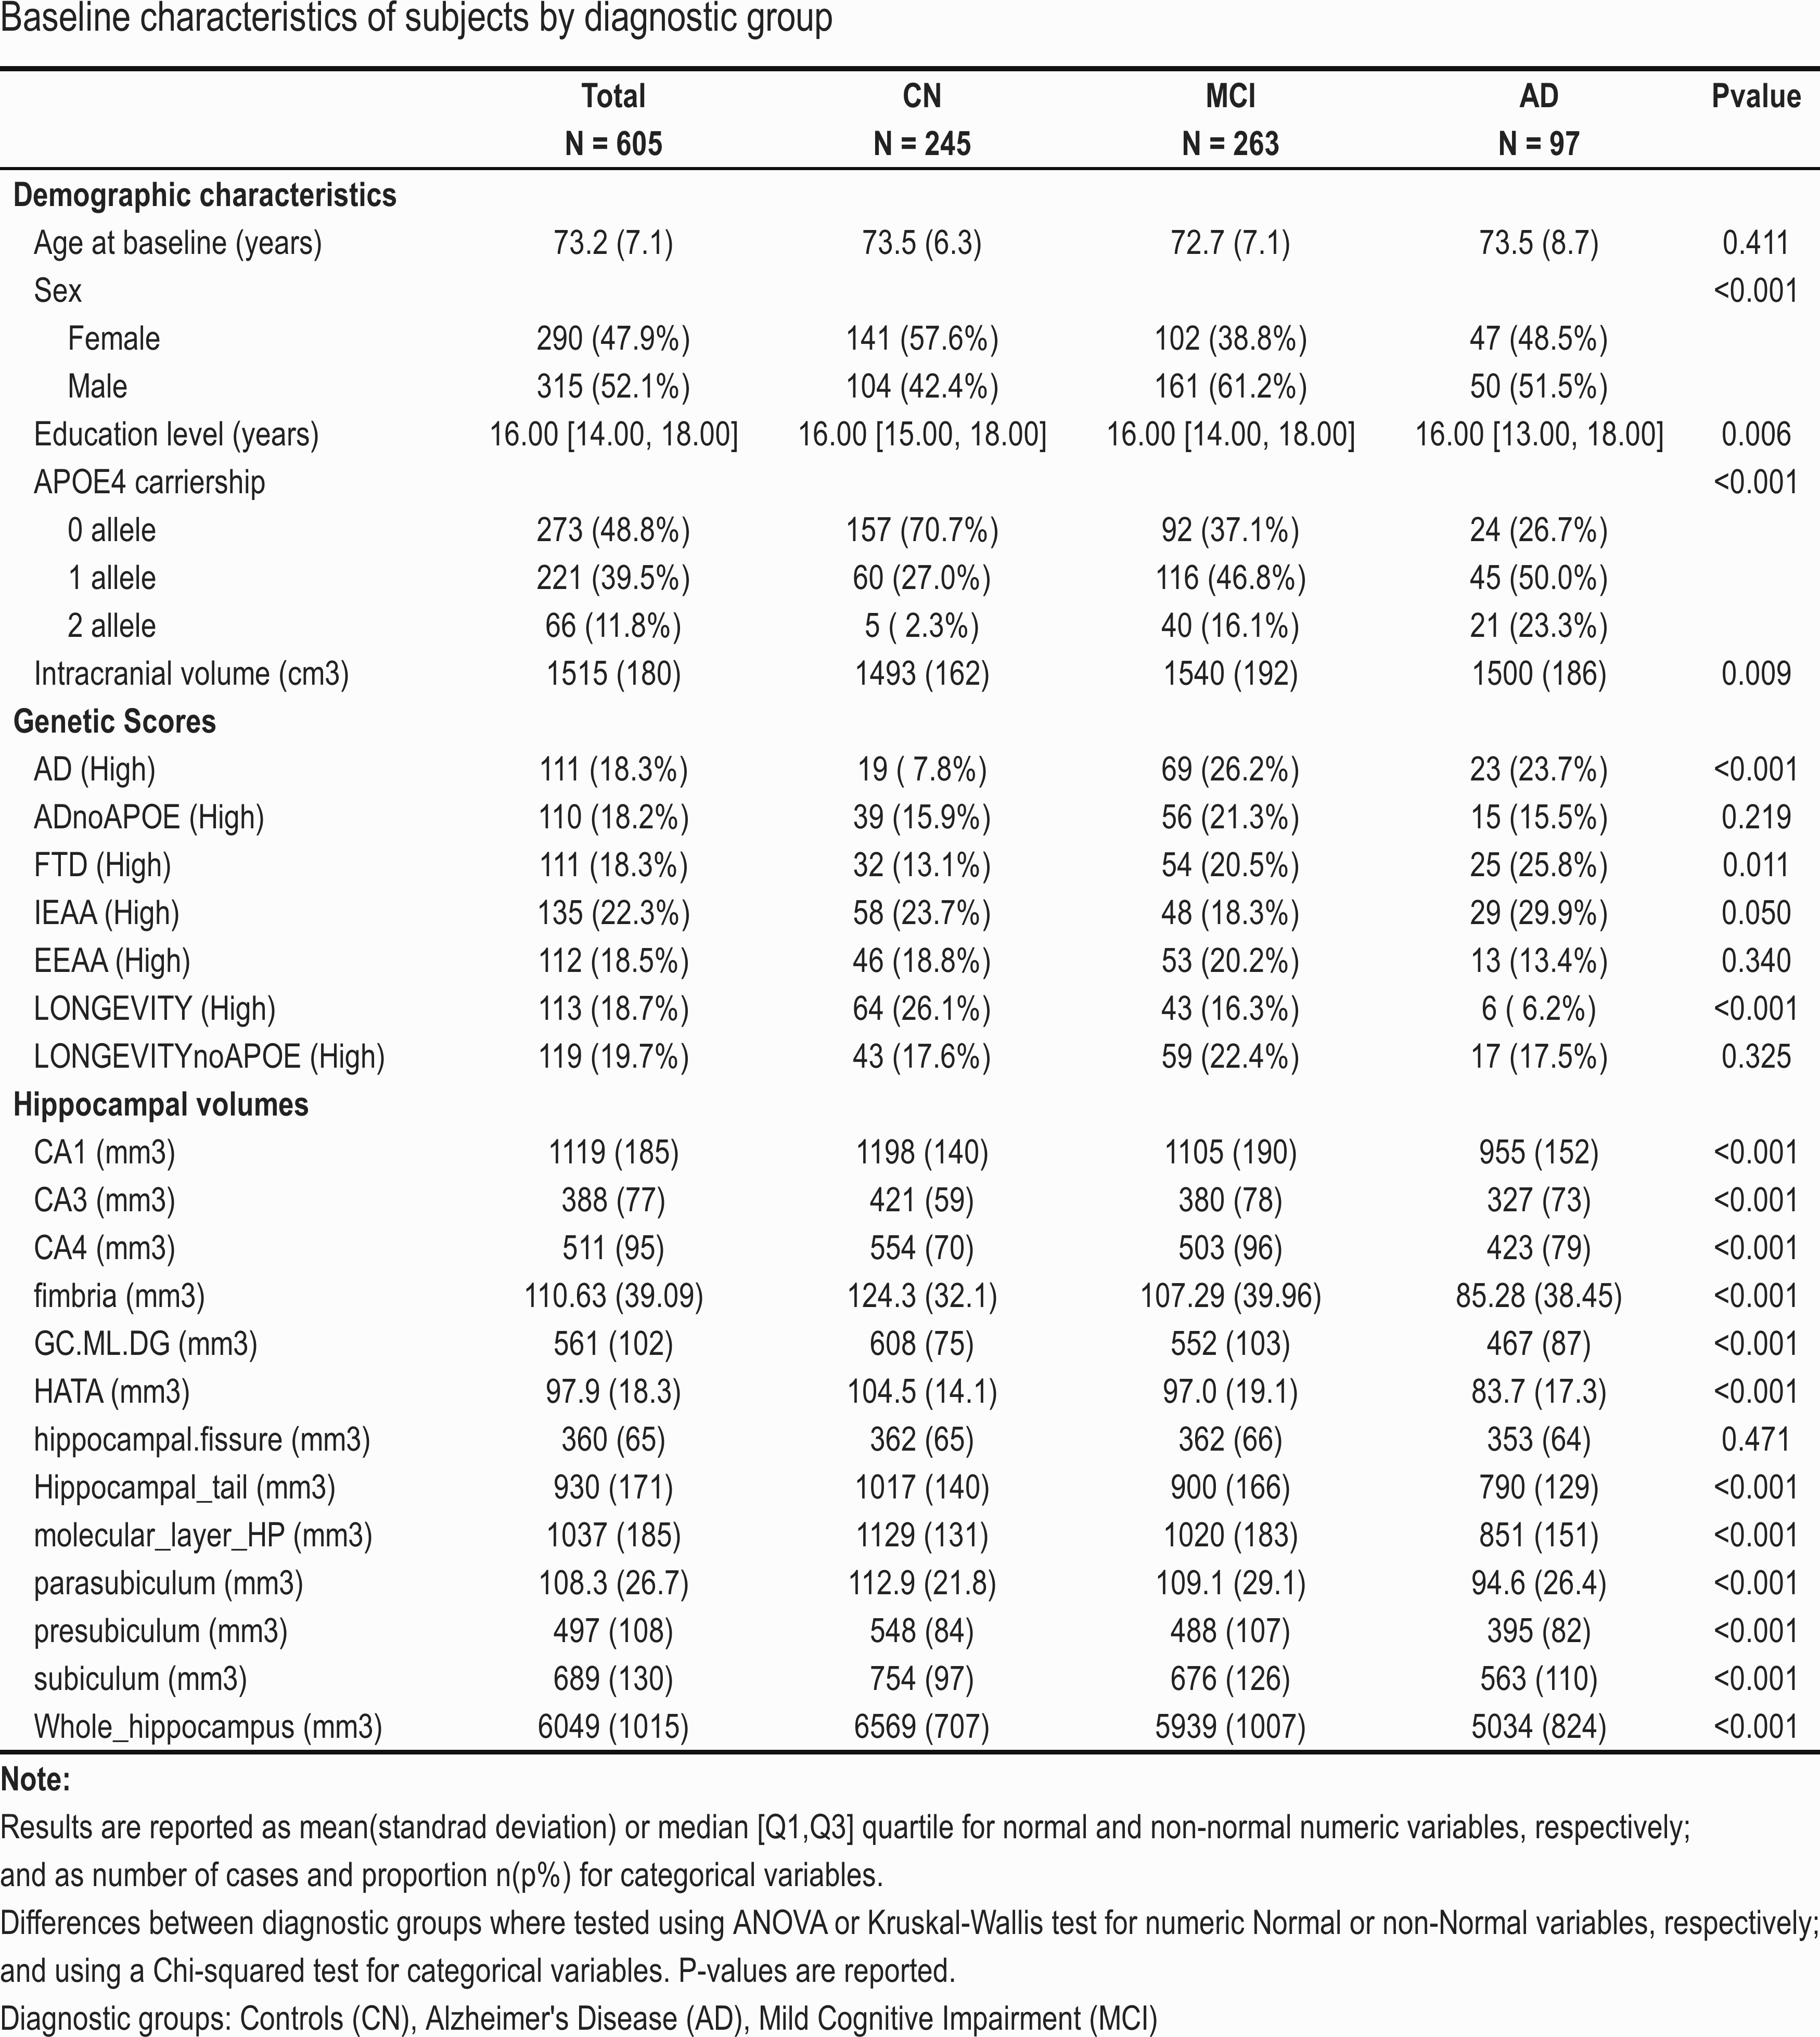 Baseline characteristics of subjects by diagnostic group
Total CN MCI AD Pvalue
N = 605 N = 245 N = 263 N = 97
Demographic characteristics
Age at baseline (years) 73.2 (7.1) 73.5 (6.3) 72.7 (7.1) 73.5 (8.7) 0.411
Sex <0.001
Female 290 (47.9%) 141 (57.6%) 102 (38.8%) 47 (48.5%)
Male 315 (52.1%) 104 (42.4%) 161 (61.2%) 50 (51.5%)
Education level (years) 16.00 [14.00, 18.00] 16.00 [15.00, 18.00] 16.00 [14.00, 18.00] 16.00 [13.00, 18.00] 0.006
APOE4 carriership <0.001
0 allele 273 (48.8%) 157 (70.7%) 92 (37.1%) 24 (26.7%)
1 allele 221 (39.5%) 60 (27.0%) 116 (46.8%) 45 (50.0%)
2 allele 66 (11.8%) 5 ( 2.3%) 40 (16.1%) 21 (23.3%)
Intracranial volume (cm3) 1515 (180) 1493 (162) 1540 (192) 1500 (186) 0.009
Genetic Scores
AD (High) 111 (18.3%) 19 ( 7.8%) 69 (26.2%) 23 (23.7%) <0.001
ADnoAPOE (High) 110 (18.2%) 39 (15.9%) 56 (21.3%) 15 (15.5%) 0.219
FTD (High) 111 (18.3%) 32 (13.1%) 54 (20.5%) 25 (25.8%) 0.011
IEAA (High) 135 (22.3%) 58 (23.7%) 48 (18.3%) 29 (29.9%) 0.050
EEAA (High) 112 (18.5%) 46 (18.8%) 53 (20.2%) 13 (13.4%) 0.340
LONGEVITY (High) 113 (18.7%) 64 (26.1%) 43 (16.3%) 6 ( 6.2%) <0.001
LONGEVITYnoAPOE (High) 119 (19.7%) 43 (17.6%) 59 (22.4%) 17 (17.5%) 0.325
Hippocampal volumes
CA1 (mm3) 1119 (185) 1198 (140) 1105 (190) 955 (152) <0.001
CA3 (mm3) 388 (77) 421 (59) 380 (78) 327 (73) <0.001
CA4 (mm3) 511 (95) 554 (70) 503 (96) 423 (79) <0.001
fimbria (mm3) 110.63 (39.09) 124.3 (32.1) 107.29 (39.96) 85.28 (38.45) <0.001
GC.ML.DG (mm3) 561 (102) 608 (75) 552 (103) 467 (87) <0.001
HATA (mm3) 97.9 (18.3) 104.5 (14.1) 97.0 (19.1) 83.7 (17.3) <0.001
hippocampal.fissure (mm3) 360 (65) 362 (65) 362 (66) 353 (64) 0.471
Hippocampal_tail (mm3) 930 (171) 1017 (140) 900 (166) 790 (129) <0.001
molecular_layer_HP (mm3) 1037 (185) 1129 (131) 1020 (183) 851 (151) <0.001
parasubiculum (mm3) 108.3 (26.7) 112.9 (21.8) 109.1 (29.1) 94.6 (26.4) <0.001
presubiculum (mm3) 497 (108) 548 (84) 488 (107) 395 (82) <0.001
subiculum (mm3) 689 (130) 754 (97) 676 (126) 563 (110) <0.001
Whole_hippocampus (mm3) 6049 (1015) 6569 (707) 5939 (1007) 5034 (824) <0.001
Note:
Results are reported as mean(standrad deviation) or median [Q1,Q3] quartile for normal and non-normal numeric variables, respectively;
and as number of cases and proportion n(p%) for categorical variables.
Differences between diagnostic groups where tested using ANOVA or Kruskal-Wallis test for numeric Normal or non-Normal variables, respectively;
and using a Chi-squared test for categorical variables. P-values are reported.
Diagnostic groups: Controls (CN), Alzheimer's Disease (AD), Mild Cognitive Impairment (MCI)